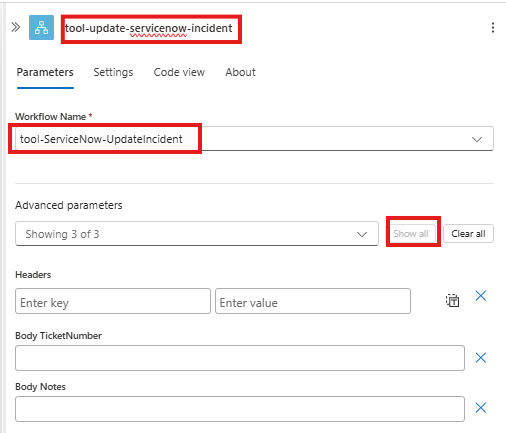 tool-update-servicenow-incident
Parameters Settings Code view About
Workflow Name *
tool-ServiceNow-UpdateIncident
Advanced parameters
Showing 3 of 3 Show all Clear all
Headers
Enter key Enter value
Body TicketNumber
Body Notes